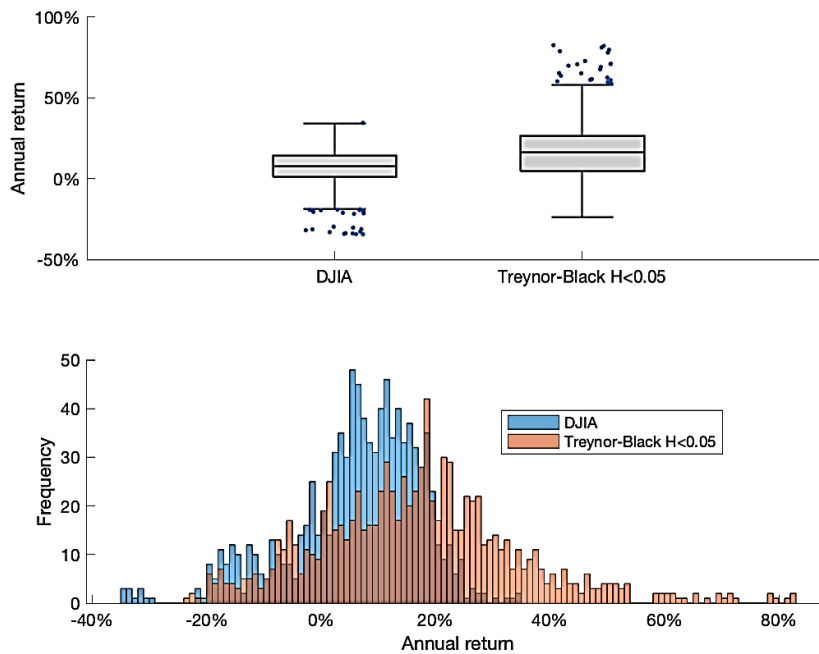 100%
50%
0%
-50%
Annual return
DJIA
Treynor-Black H<0.05
50
40
30
20
10
0
Frequency
DJIA
Treynor-Black H<0.05
-40%
-20%
0%
20%
40%
60%
80%
Annual return